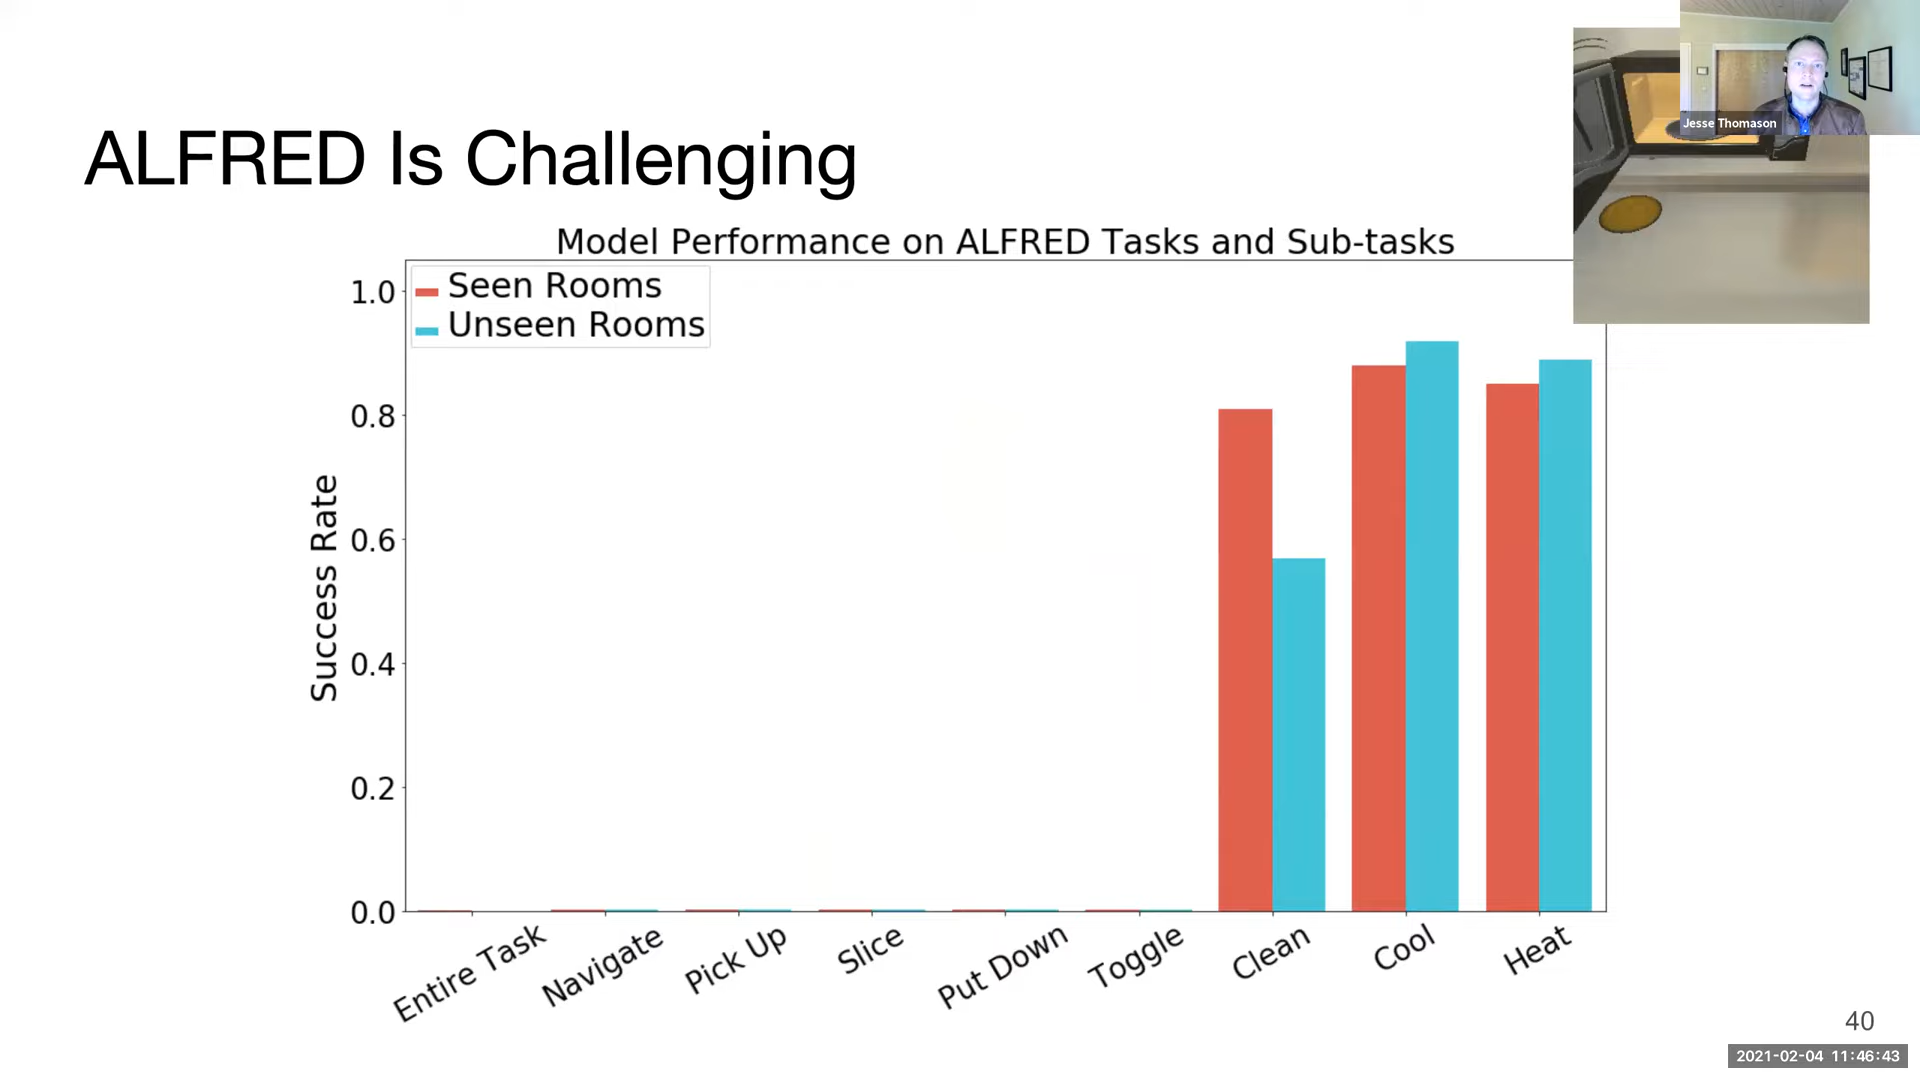 Jesse Thomason
ALFRED Is Challenging
Model Performance on ALFRED Tasks and Sub-tasks
Seen Rooms
Unseen Rooms
1.0
0.8
0.6
0.4
0.2
0.0
Success Rate
Entire Task
Navigate
Pick Up
Slice
Put Down
Toggle
Clean
Cool
Heat
40
2021-02-04 11:46:43